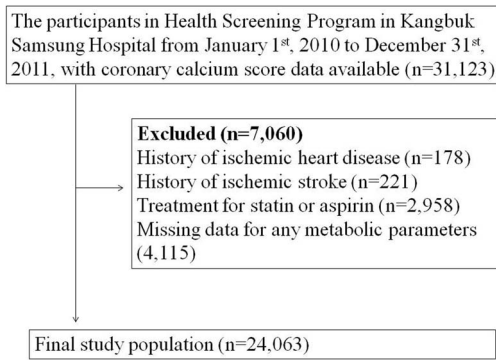 The participants in Health Screening Program in Kangbuk
Samsung Hospital from January 1st, 2010 to December 31st,
2011, with coronary calcium score data available (n=31,123)
Excluded (n=7,060)
History of ischemic heart disease (n=178)
History of ischemic stroke (n=221)
Treatment for statin or aspirin (n=2,958)
Missing data for any metabolic parameters
(4,115)
Final study population (n=24,063)